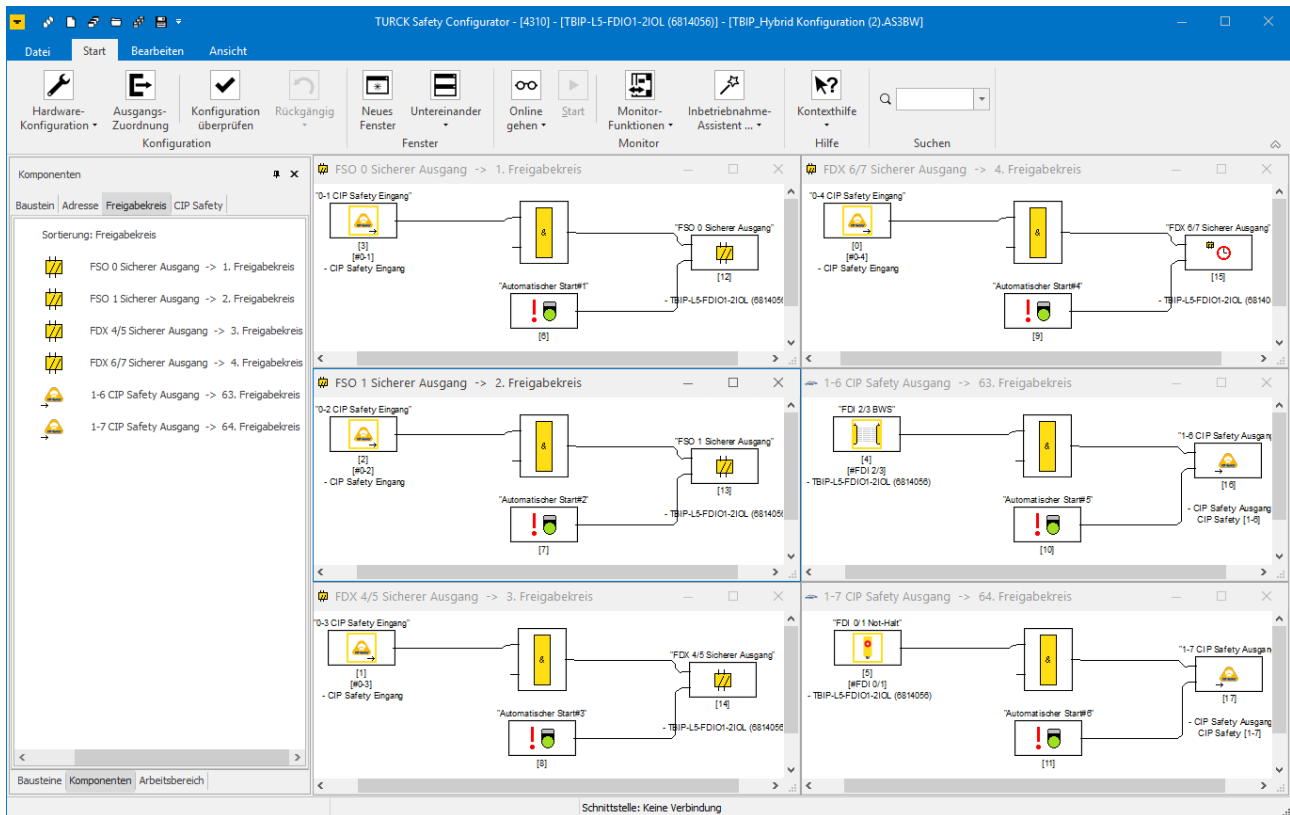 TURCK Safety Configurator - [4310] - [TBIP-L5-FDIO1-2IOL (6814056)] - [TBIP_Hybrid Konfiguration (2).AS3BW]
Datei Start Bearbeiten Ansicht
Hardware-Konfiguration
Ausgangs-Zuordnung
Konfiguration überprüfen
Rückgängig
Konfiguration
Neues Fenster
Untereinander
Fenster
Online gehen
Start
Monitor-Funktionen
Inbetriebnahme-Assistent ...
Monitor
Kontexthilfe
Hilfe
Suchen
Komponenten
Baustein Adresse Freigabekreis CIP Safety
Sortierung: Freigabekreis
FSO 0 Sicherer Ausgang -> 1. Freigabekreis
FSO 1 Sicherer Ausgang -> 2. Freigabekreis
FDX 4/5 Sicherer Ausgang -> 3. Freigabekreis
FDX 6/7 Sicherer Ausgang -> 4. Freigabekreis
1-6 CIP Safety Ausgang -> 63. Freigabekreis
1-7 CIP Safety Ausgang -> 64. Freigabekreis
Bausteine Komponenten Arbeitsbereich
FSO 0 Sicherer Ausgang -> 1. Freigabekreis
"0-1 CIP Safety Eingang"
[3]
[#0-1]
- CIP Safety Eingang
&
"FSO 0 Sicherer Ausgang"
[12]
- TBIP-L5-FDIO1-2IOL (6814056
"Automatischer Start#1"
[6]
FDX 6/7 Sicherer Ausgang -> 4. Freigabekreis
"0-4 CIP Safety Eingang"
[0]
[#0-4]
- CIP Safety Eingang
&
"FDX 6/7 Sicherer Ausgang"
[15]
- TBIP-L5-FDIO1-2IOL (68140
"Automatischer Start#4"
[9]
FSO 1 Sicherer Ausgang -> 2. Freigabekreis
"0-2 CIP Safety Eingang"
[2]
[#0-2]
- CIP Safety Eingang
&
"FSO 1 Sicherer Ausgang"
[13]
- TBIP-L5-FDIO1-2IOL (6814056
"Automatischer Start#2"
[7]
1-6 CIP Safety Ausgang -> 63. Freigabekreis
"FDI 2/3 BWS"
[4]
[#FDI 2/3]
- TBIP-L5-FDIO1-2IOL (6814056)
&
"1-6 CIP Safety Ausgang
[16]
- CIP Safety Ausgang
CIP Safety [1-6]
"Automatischer Start#5"
[10]
FDX 4/5 Sicherer Ausgang -> 3. Freigabekreis
"0-3 CIP Safety Eingang"
[1]
[#0-3]
- CIP Safety Eingang
&
"FDX 4/5 Sicherer Ausgang"
[14]
- TBIP-L5-FDIO1-2IOL (6814056
"Automatischer Start#3"
[8]
1-7 CIP Safety Ausgang -> 64. Freigabekreis
"FDI 0/1 Not-Halt"
[5]
[#FDI 0/1]
- TBIP-L5-FDIO1-2IOL (6814056)
&
"1-7 CIP Safety Ausgan
[17]
- CIP Safety Ausgang
CIP Safety [1-7]
"Automatischer Start#6"
[11]
Schnittstelle: Keine Verbindung